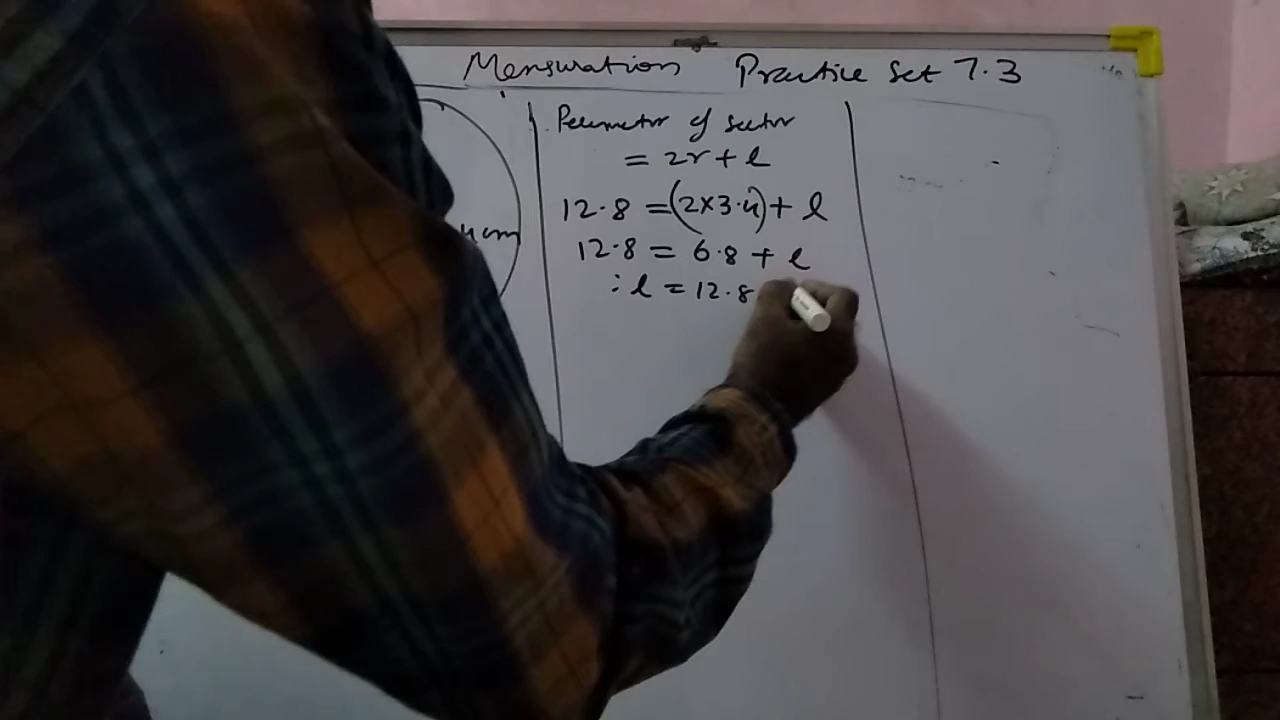 Mensuration Practice Set 7.3
Perimeter of sector
= 2r + l
12.8 = (2×3.4) + l
12.8 = 6.8 + l
∴ l = 12.8
4cm